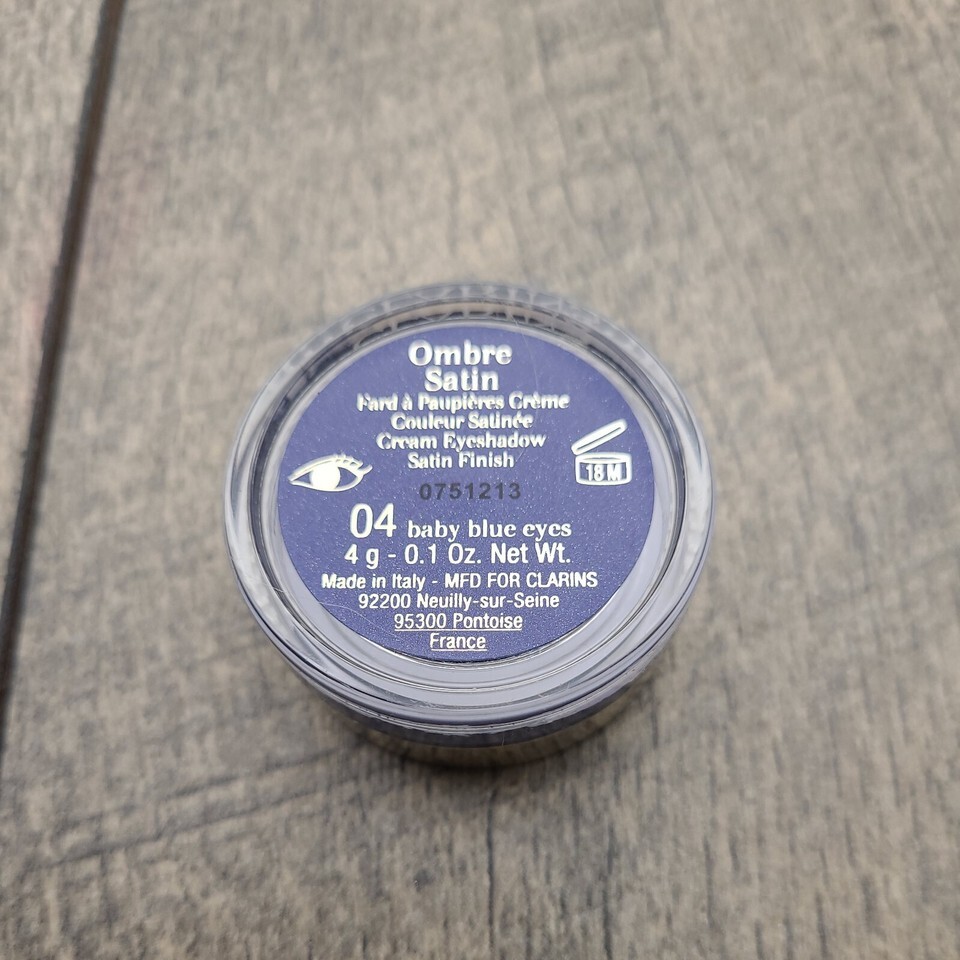 Ombre
Satin
Fard à Paupières Crème
Couleur Satinée
Cream Eyeshadow
Satin Finish
18 M
0751213
04 baby blue eyes
4 g - 0.1 Oz. Net Wt.
Made in Italy - MFD FOR CLARINS
92200 Neuilly-sur-Seine
95300 Pontoise
France